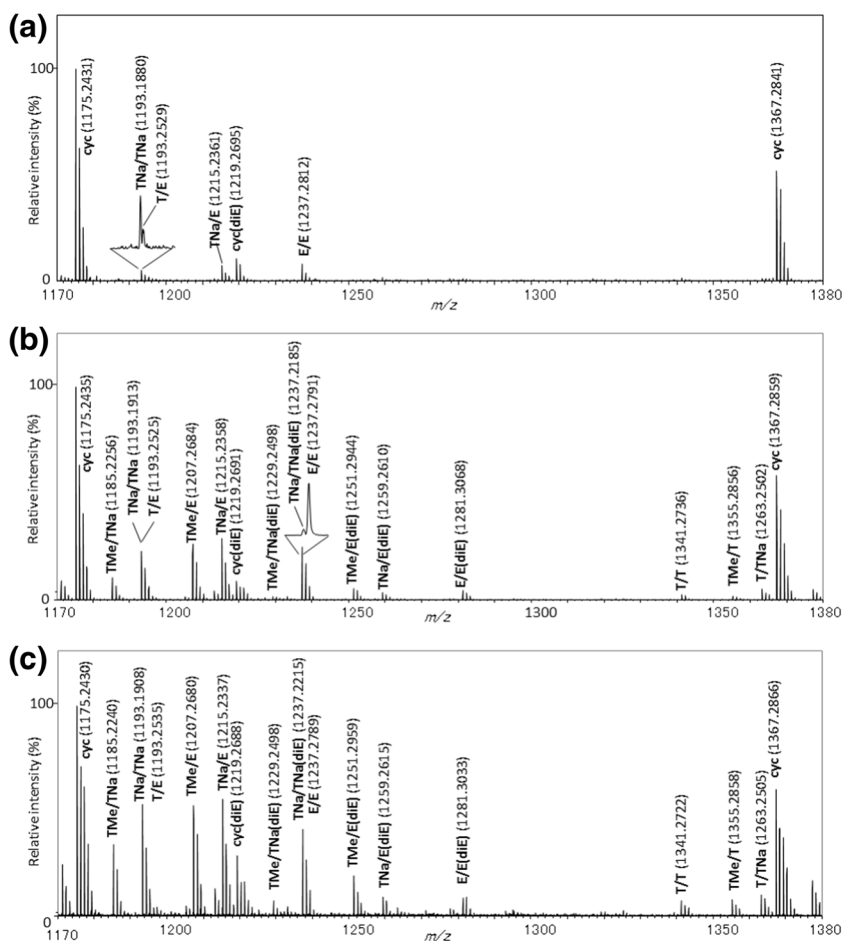 (a)
Relative intensity (%)
100
0
cyc (1175.2431)
TNa/TNa (1193.1880)
T/E (1193.2529)
TNa/E (1215.2361)
cyc(diE) (1219.2695)
E/E (1237.2812)
cyc (1367.2841)
1170 1200 1250 1300 1350 1380
m/z
(b)
Relative intensity (%)
100
0
cyc (1175.2435)
TMe/TNa (1185.2256)
TNa/TNa (1193.1913)
T/E (1193.2525)
TMe/E (1207.2684)
TNa/E (1215.2358)
cyc(diE) (1219.2691)
TMe/TNa(diE) (1229.2498)
TNa/TNa(diE) (1237.2185)
E/E (1237.2791)
TMe/E(diE) (1251.2944)
TNa/E(diE) (1259.2610)
E/E(diE) (1281.3068)
T/T (1341.2736)
TMe/T (1355.2856)
T/TNa (1263.2502)
cyc (1367.2859)
1170 1200 1250 1300 1350 1380
m/z
(c)
Relative intensity (%)
100
0
cyc (1175.2430)
TMe/TNa (1185.2240)
TNa/TNa (1193.1908)
T/E (1193.2535)
TMe/E (1207.2680)
TNa/E (1215.2337)
cyc(diE) (1219.2688)
TMe/TNa(diE) (1229.2498)
TNa/TNa(diE) (1237.2215)
E/E (1237.2789)
TMe/E(diE) (1251.2959)
TNa/E(diE) (1259.2615)
E/E(diE) (1281.3033)
T/T (1341.2722)
TMe/T (1355.2858)
T/TNa (1263.2505)
cyc (1367.2866)
1170 1200 1250 1300 1350 1380
m/z